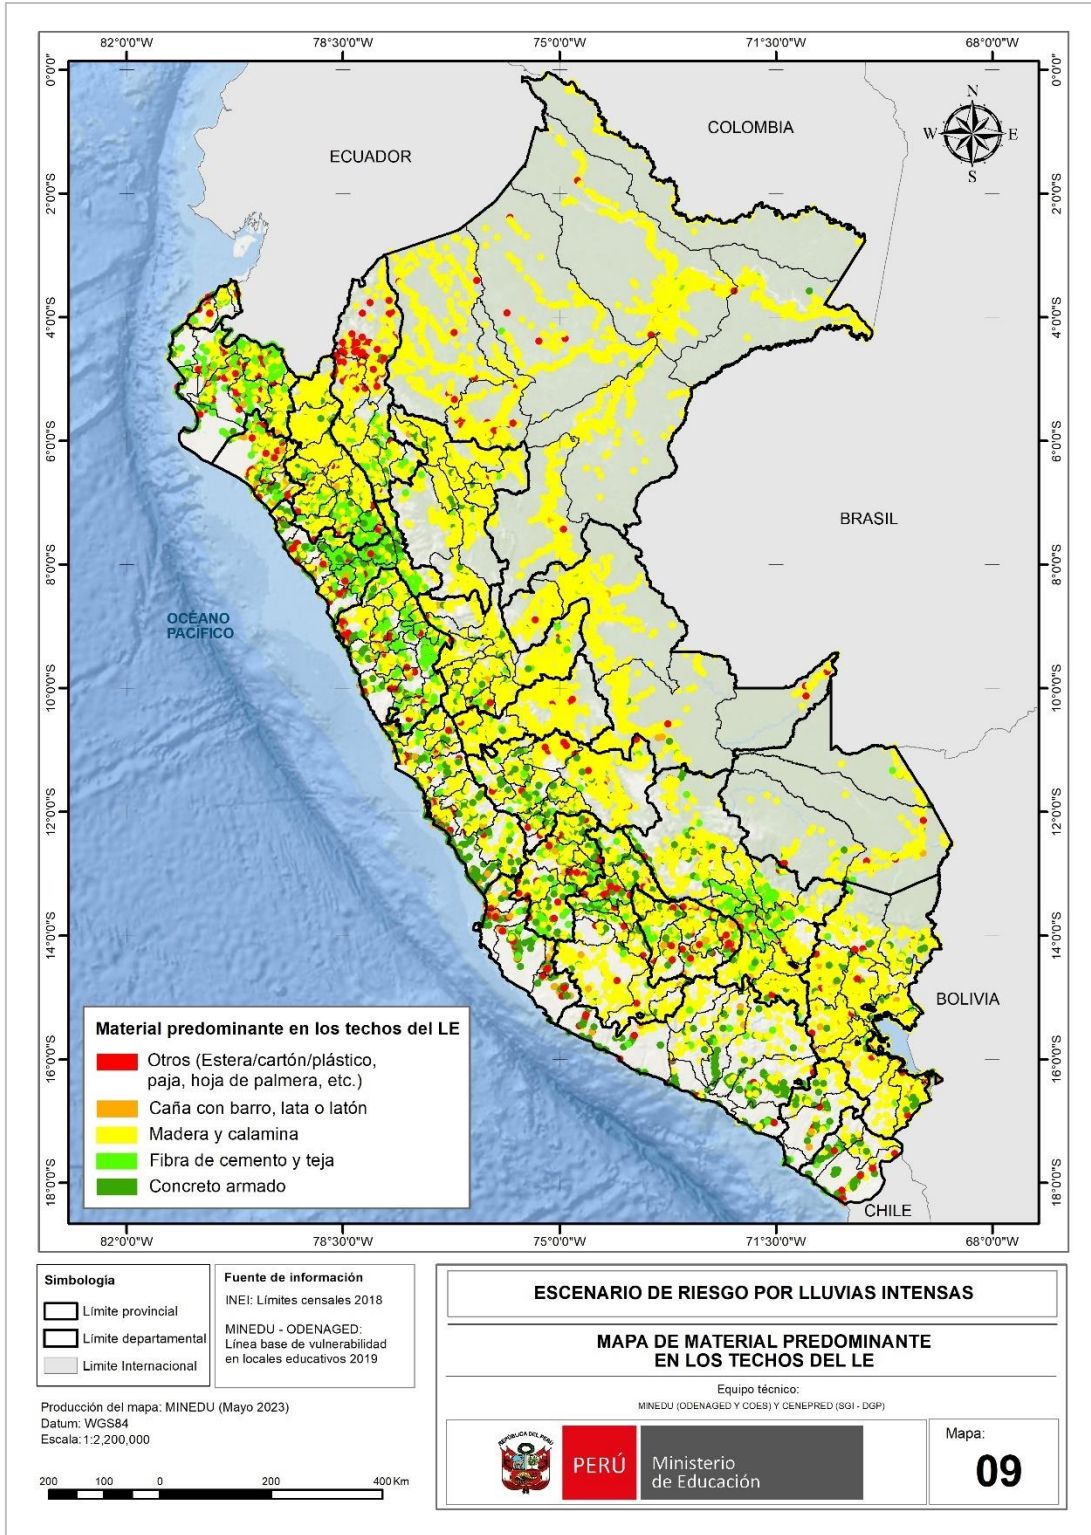 82°0'0"W 78°30'0"W 75°0'0"W 71°30'0"W 68°0'0"W
0°0'0" 0°0'0"
N
W E
S
COLOMBIA
ECUADOR
2°0'0"S 2°0'0"S
4°0'0"S 4°0'0"S
6°0'0"S 6°0'0"S
BRASIL
8°0'0"S 8°0'0"S
OCÉANO
PACÍFICO
10°0'0"S 10°0'0"S
12°0'0"S 12°0'0"S
14°0'0"S 14°0'0"S
BOLIVIA
Material predominante en los techos del LE
Otros (Estera/cartón/plástico,
paja, hoja de palmera, etc.)
Caña con barro, lata o latón
Madera y calamina
Fibra de cemento y teja
Concreto armado
16°0'0"S 16°0'0"S
18°0'0"S 18°0'0"S
CHILE
82°0'0"W 78°30'0"W 75°0'0"W 71°30'0"W 68°0'0"W
Simbología
Límite provincial
Límite departamental
Limite Internacional
Fuente de información
INEI: Límites censales 2018
MINEDU - ODENAGED:
Línea base de vulnerabilidad
en locales educativos 2019
Producción del mapa: MINEDU (Mayo 2023)
Datum: WGS84
Escala: 1:2,200,000
200 100 0 200 400 Km
ESCENARIO DE RIESGO POR LLUVIAS INTENSAS
MAPA DE MATERIAL PREDOMINANTE
EN LOS TECHOS DEL LE
Equipo técnico:
MINEDU (ODENAGED Y COES) Y CENEPRED (SGI - DGP)
REPÚBLICA DEL PERÚ
PERÚ
Ministerio
de Educación
Mapa:
09